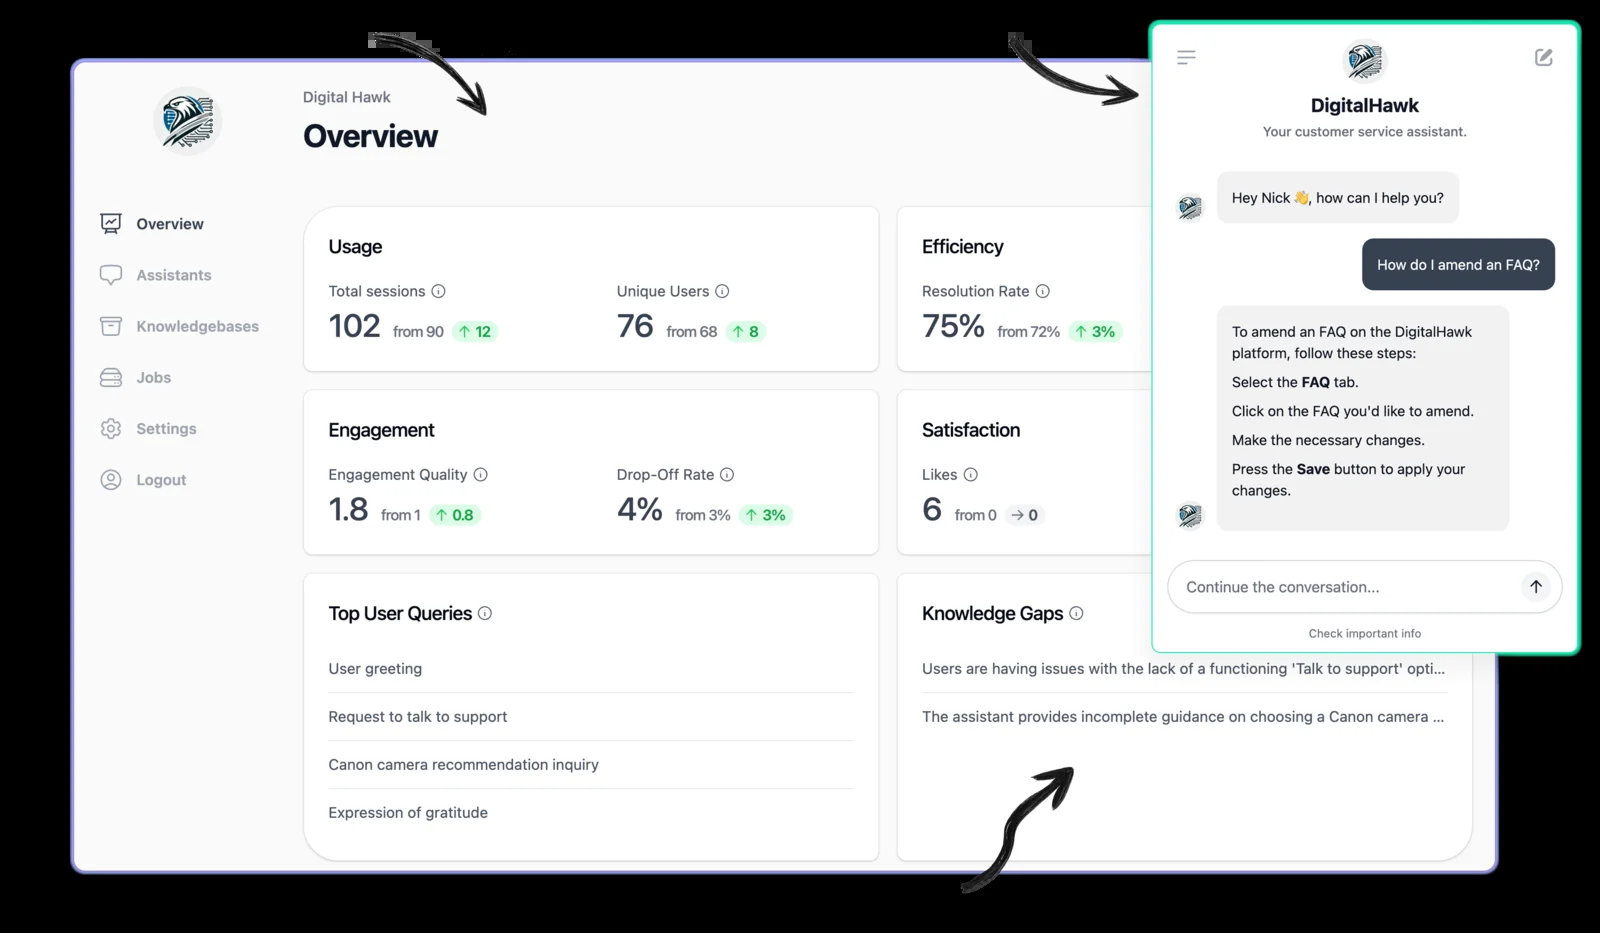 Digital Hawk
Overview
Overview
Assistants
Knowledgebases
Jobs
Settings
Logout
Usage
Total sessions
102 from 90 ↑ 12
Unique Users
76 from 68 ↑ 8
Efficiency
Resolution Rate
75% from 72% ↑ 3%
Engagement
Engagement Quality
1.8 from 1 ↑ 0.8
Drop-Off Rate
4% from 3% ↑ 3%
Satisfaction
Likes
6 from 0 → 0
Top User Queries
User greeting
Request to talk to support
Canon camera recommendation inquiry
Expression of gratitude
Knowledge Gaps
Users are having issues with the lack of a functioning 'Talk to support' opti...
The assistant provides incomplete guidance on choosing a Canon camera ...
DigitalHawk
Your customer service assistant.
Hey Nick 👋, how can I help you?
How do I amend an FAQ?
To amend an FAQ on the DigitalHawk
platform, follow these steps:
Select the FAQ tab.
Click on the FAQ you'd like to amend.
Make the necessary changes.
Press the Save button to apply your
changes.
Continue the conversation...
Check important info